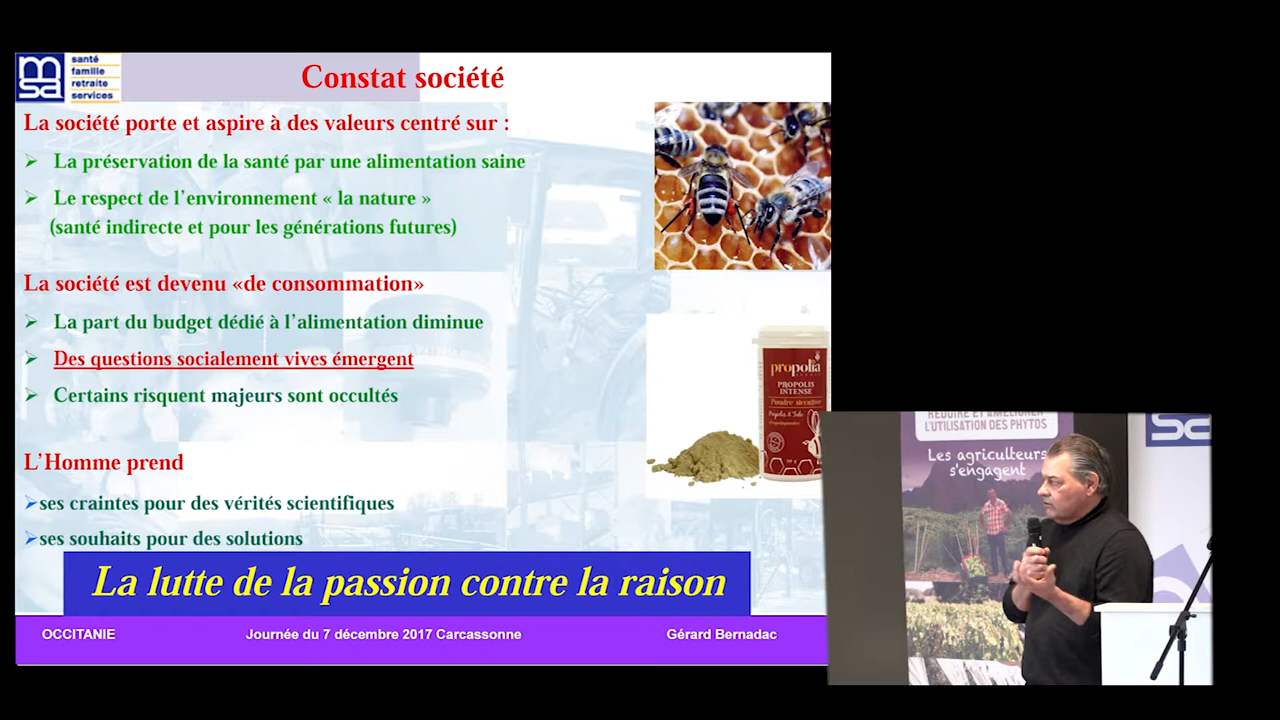 msa
santé
famille
retraite
services
Constat société
La société porte et aspire à des valeurs centré sur :
La préservation de la santé par une alimentation saine
Le respect de l'environnement « la nature »
(santé indirecte et pour les générations futures)
La société est devenu «de consommation»
La part du budget dédié à l'alimentation diminue
Des questions socialement vives émergent
Certains risquent majeurs sont occultés
L'Homme prend
ses craintes pour des vérités scientifiques
ses souhaits pour des solutions
La lutte de la passion contre la raison
OCCITANIE
Journée du 7 décembre 2017 Carcassonne
Gérard Bernadac
propolia
PROPOLIS
INTENSE
Poudre siccative
RÉDUIRE ET AMÉLIORER
L'UTILISATION DES PHYTOS
Les agriculteurs
s'engagent